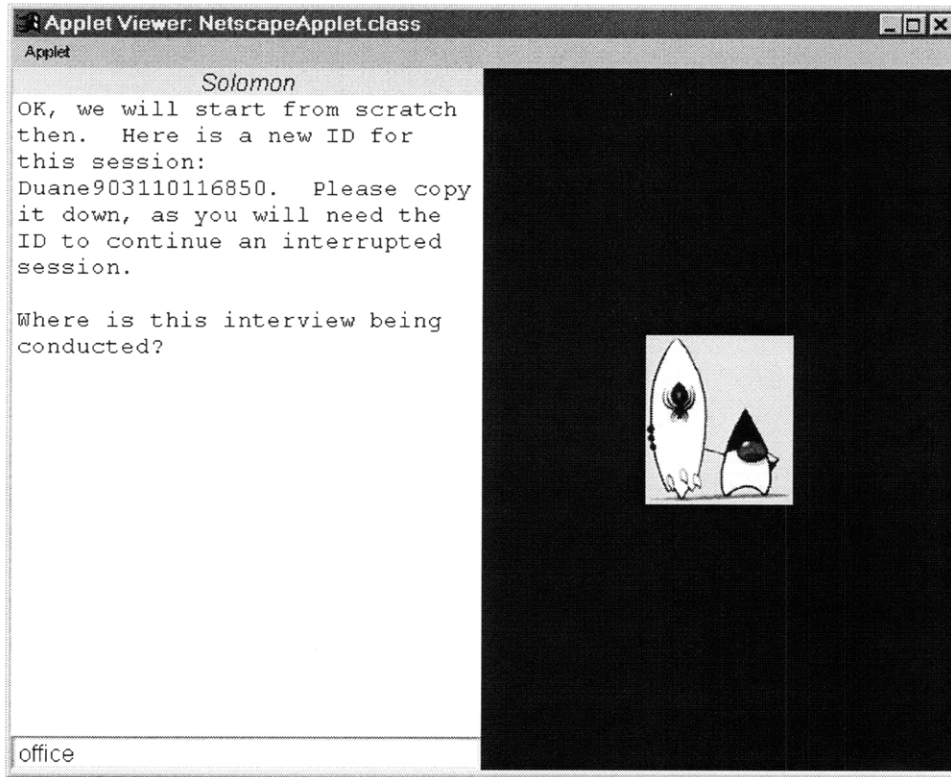 Applet Viewer: NetscapeApplet.class
Applet
Solomon
OK, we will start from scratch
then.  Here is a new ID for
this session:
Duane903110116850.  Please copy
it down, as you will need the
ID to continue an interrupted
session.
Where is this interview being
conducted?
office